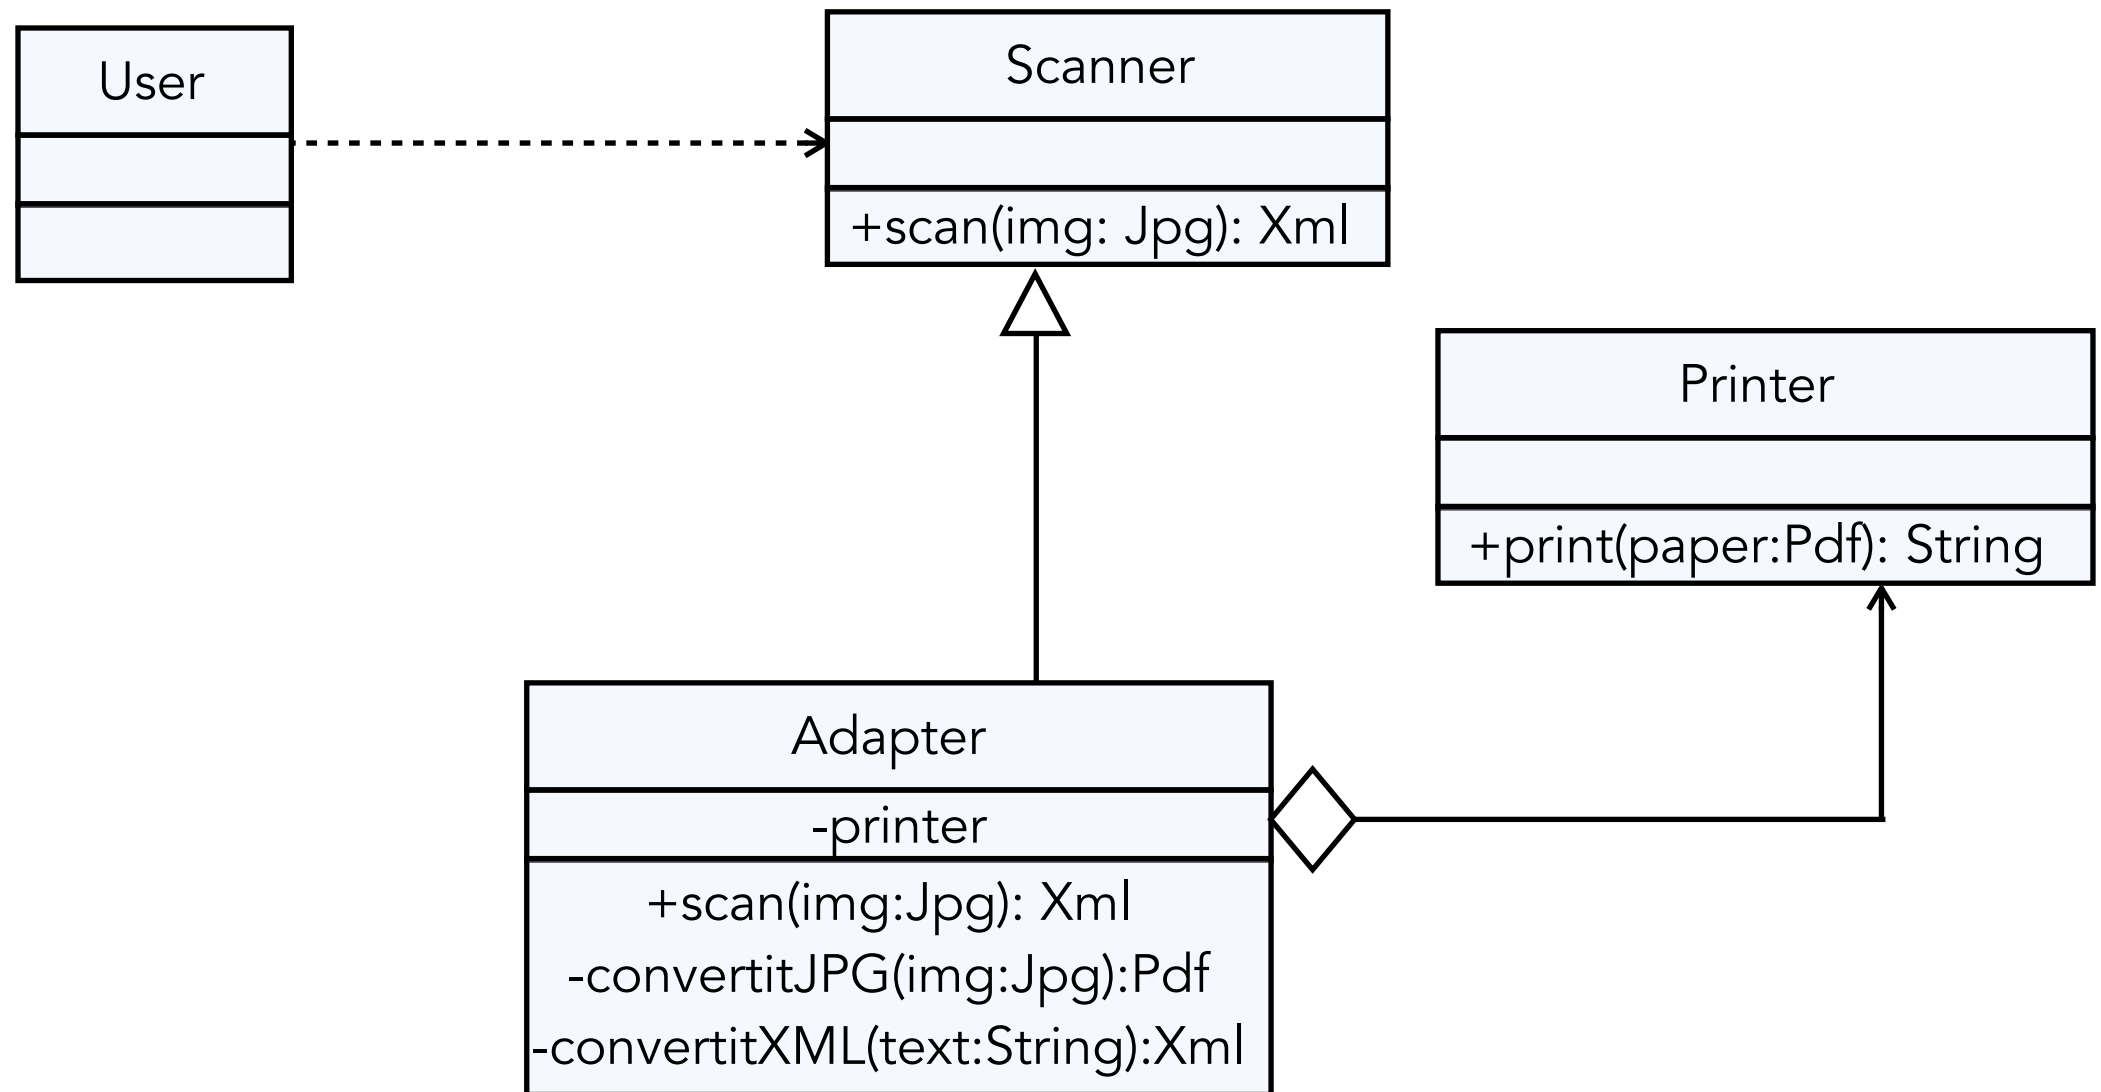 User
Scanner
+scan(img: Jpg): Xml
Printer
+print(paper:Pdf): String
Adapter
-printer
+scan(img:Jpg): Xml
-convertitJPG(img:Jpg):Pdf
-convertitXML(text:String):Xml